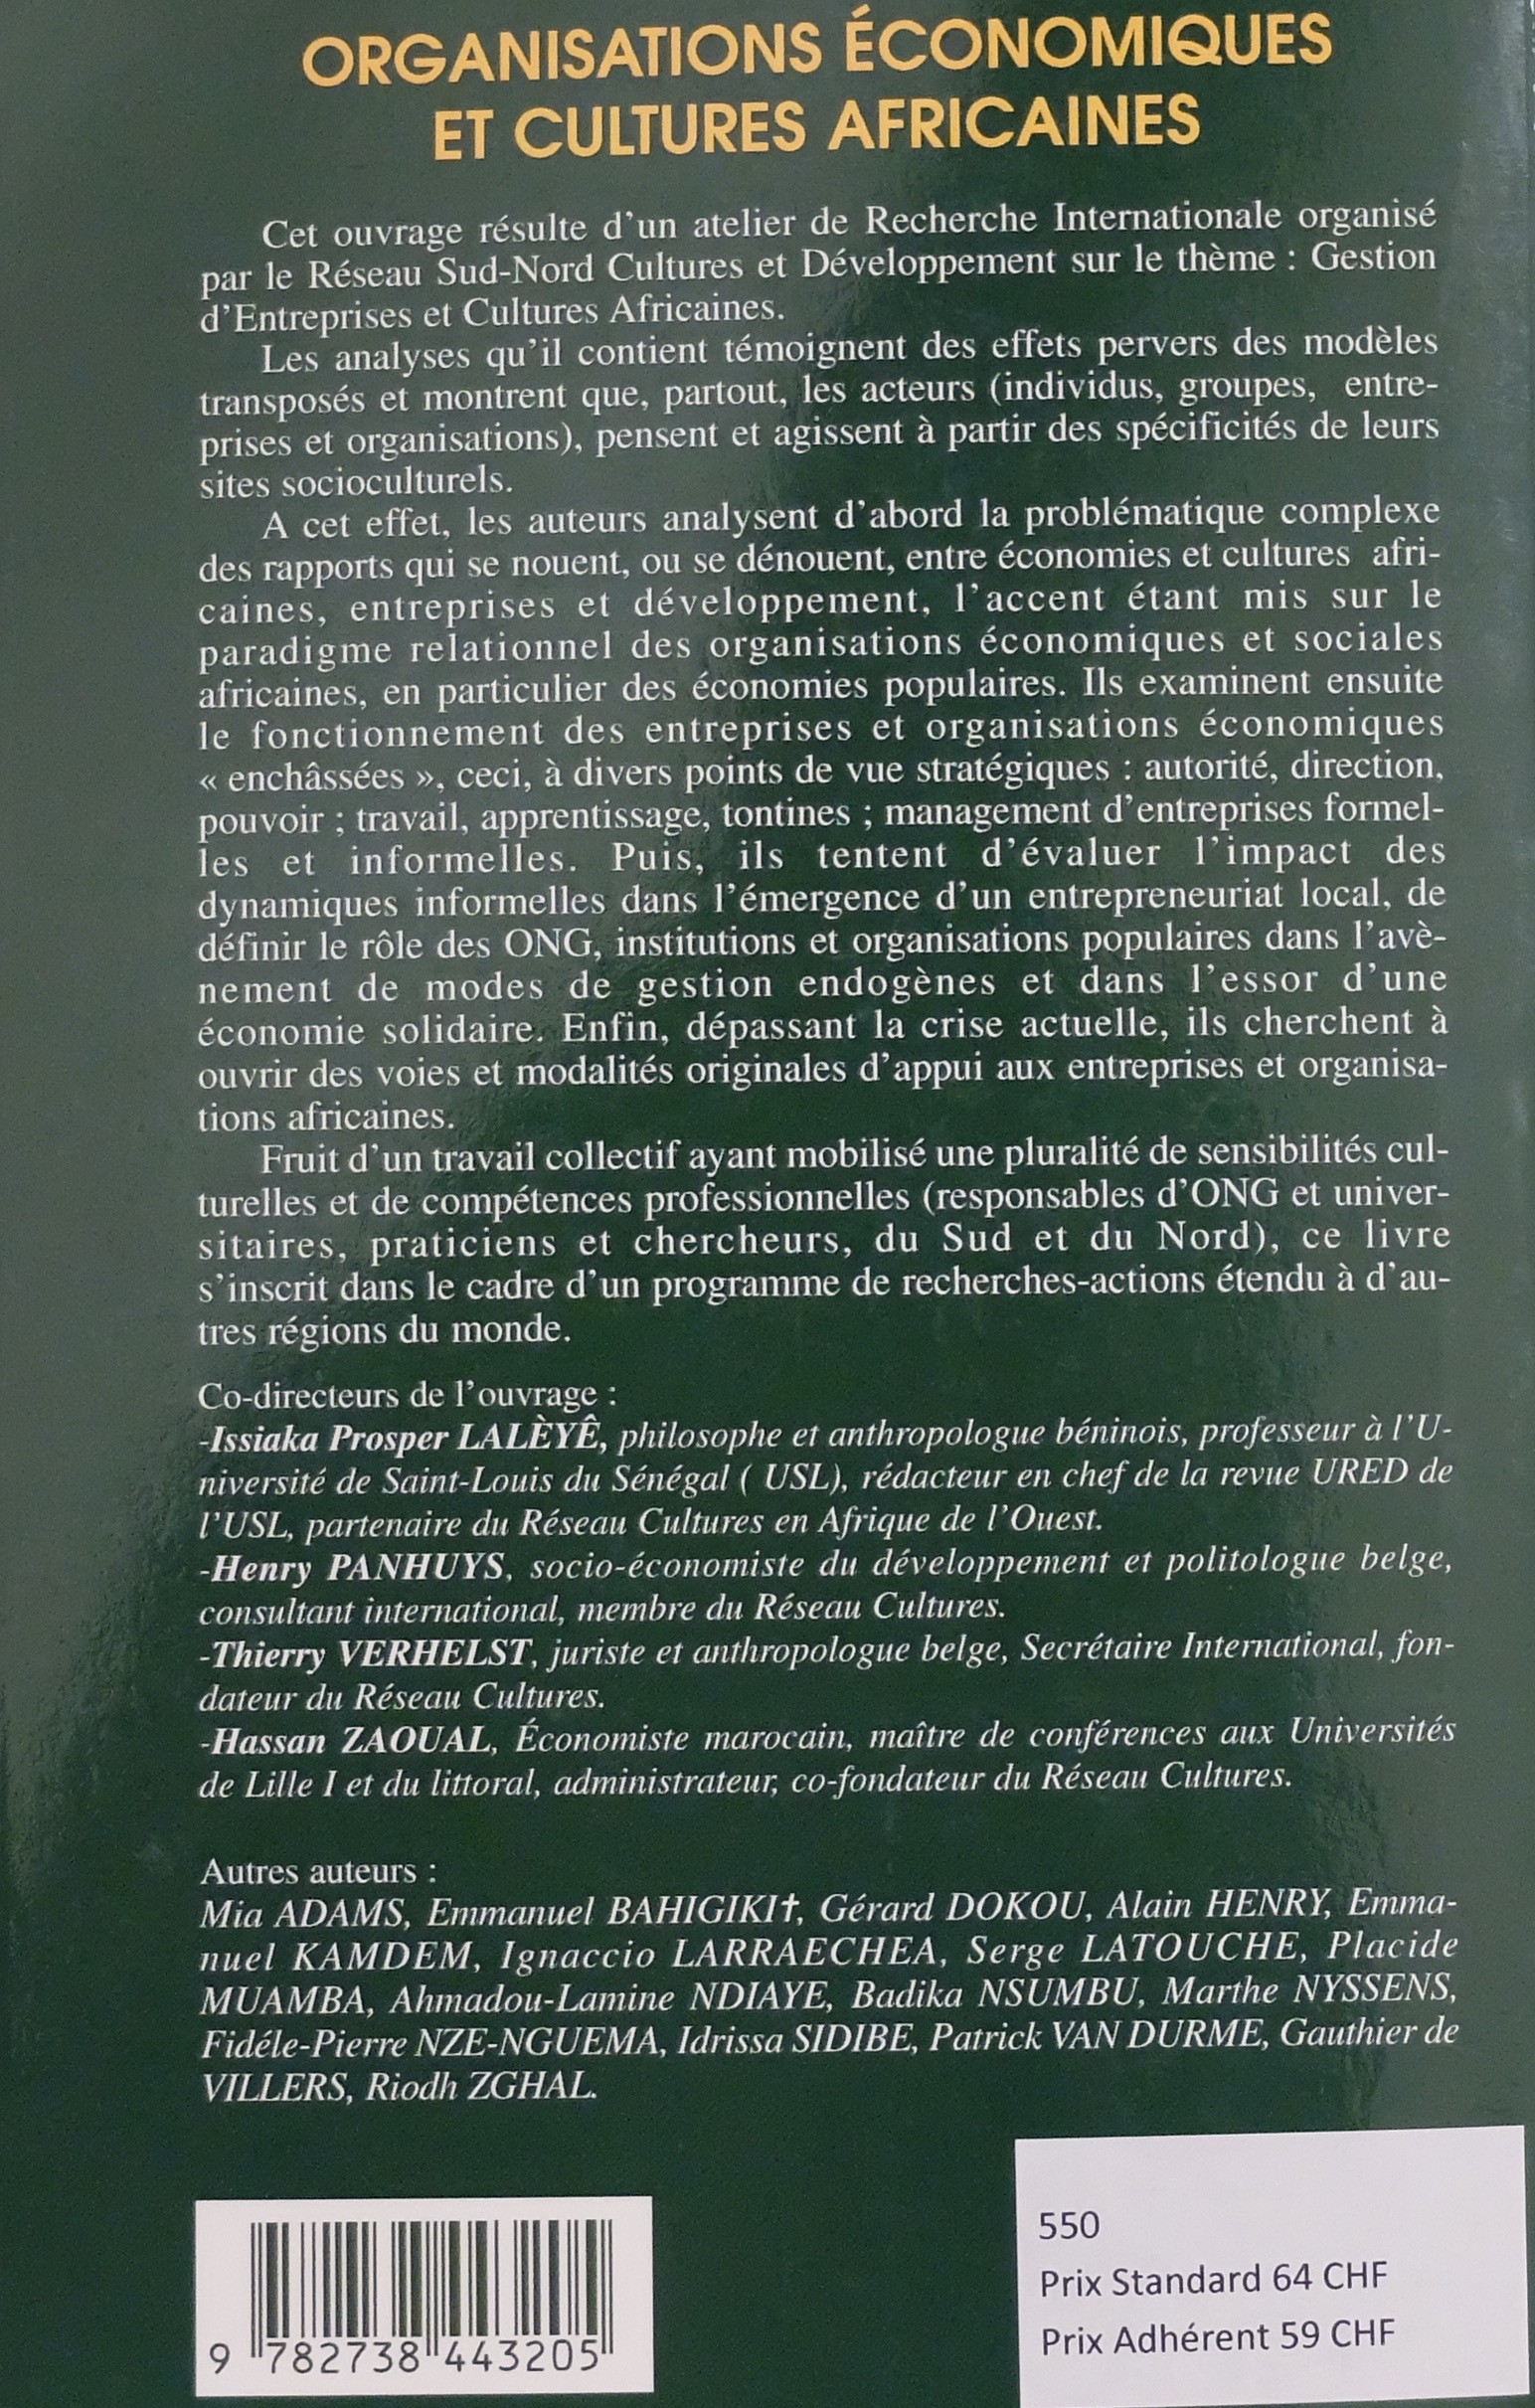 ORGANISATIONS ÉCONOMIQUES
ET CULTURES AFRICAINES
Cet ouvrage résulte d'un atelier de Recherche Internationale organisé
par le Réseau Sud-Nord Cultures et Développement sur le thème : Gestion
d'Entreprises et Cultures Africaines.
Les analyses qu'il contient témoignent des effets pervers des modèles
transposés et montrent que, partout, les acteurs (individus, groupes, entre-
prises et organisations), pensent et agissent à partir des spécificités de leurs
sites socioculturels.
A cet effet, les auteurs analysent d'abord la problématique complexe
des rapports qui se nouent, ou se dénouent, entre économies et cultures afri-
caines, entreprises et développement, l'accent étant mis sur le
paradigme relationnel des organisations économiques et sociales
africaines, en particulier des économies populaires. Ils examinent ensuite
le fonctionnement des entreprises et organisations économiques
« enchâssées », ceci, à divers points de vue stratégiques : autorité, direction,
pouvoir ; travail, apprentissage, tontines ; management d'entreprises formel-
les et informelles. Puis, ils tentent d'évaluer l'impact des
dynamiques informelles dans l'émergence d'un entrepreneuriat local, de
définir le rôle des ONG, institutions et organisations populaires dans l'avè-
nement de modes de gestion endogènes et dans l'essor d'une
économie solidaire. Enfin, dépassant la crise actuelle, ils cherchent à
ouvrir des voies et modalités originales d'appui aux entreprises et organisa-
tions africaines.
Fruit d'un travail collectif ayant mobilisé une pluralité de sensibilités cul-
turelles et de compétences professionnelles (responsables d'ONG et univer-
sitaires, praticiens et chercheurs, du Sud et du Nord), ce livre
s'inscrit dans le cadre d'un programme de recherches-actions étendu à d'au-
tres régions du monde.
Co-directeurs de l'ouvrage :
-Issiaka Prosper LALÈYÊ, philosophe et anthropologue béninois, professeur à l'U-
niversité de Saint-Louis du Sénégal ( USL), rédacteur en chef de la revue URED de
l'USL, partenaire du Réseau Cultures en Afrique de l'Ouest.
-Henry PANHUYS, socio-économiste du développement et politologue belge,
consultant international, membre du Réseau Cultures.
-Thierry VERHELST, juriste et anthropologue belge, Secrétaire International, fon-
dateur du Réseau Cultures.
-Hassan ZAOUAL, Économiste marocain, maître de conférences aux Universités
de Lille I et du littoral, administrateur, co-fondateur du Réseau Cultures.
Autres auteurs :
Mia ADAMS, Emmanuel BAHIGIKI†, Gérard DOKOU, Alain HENRY, Emma-
nuel KAMDEM, Ignaccio LARRAECHEA, Serge LATOUCHE, Placide
MUAMBA, Ahmadou-Lamine NDIAYE, Badika NSUMBU, Marthe NYSSENS,
Fidéle-Pierre NZE-NGUEMA, Idrissa SIDIBE, Patrick VAN DURME, Gauthier de
VILLERS, Riodh ZGHAL.
9 782738 443205
550
Prix Standard 64 CHF
Prix Adhérent 59 CHF